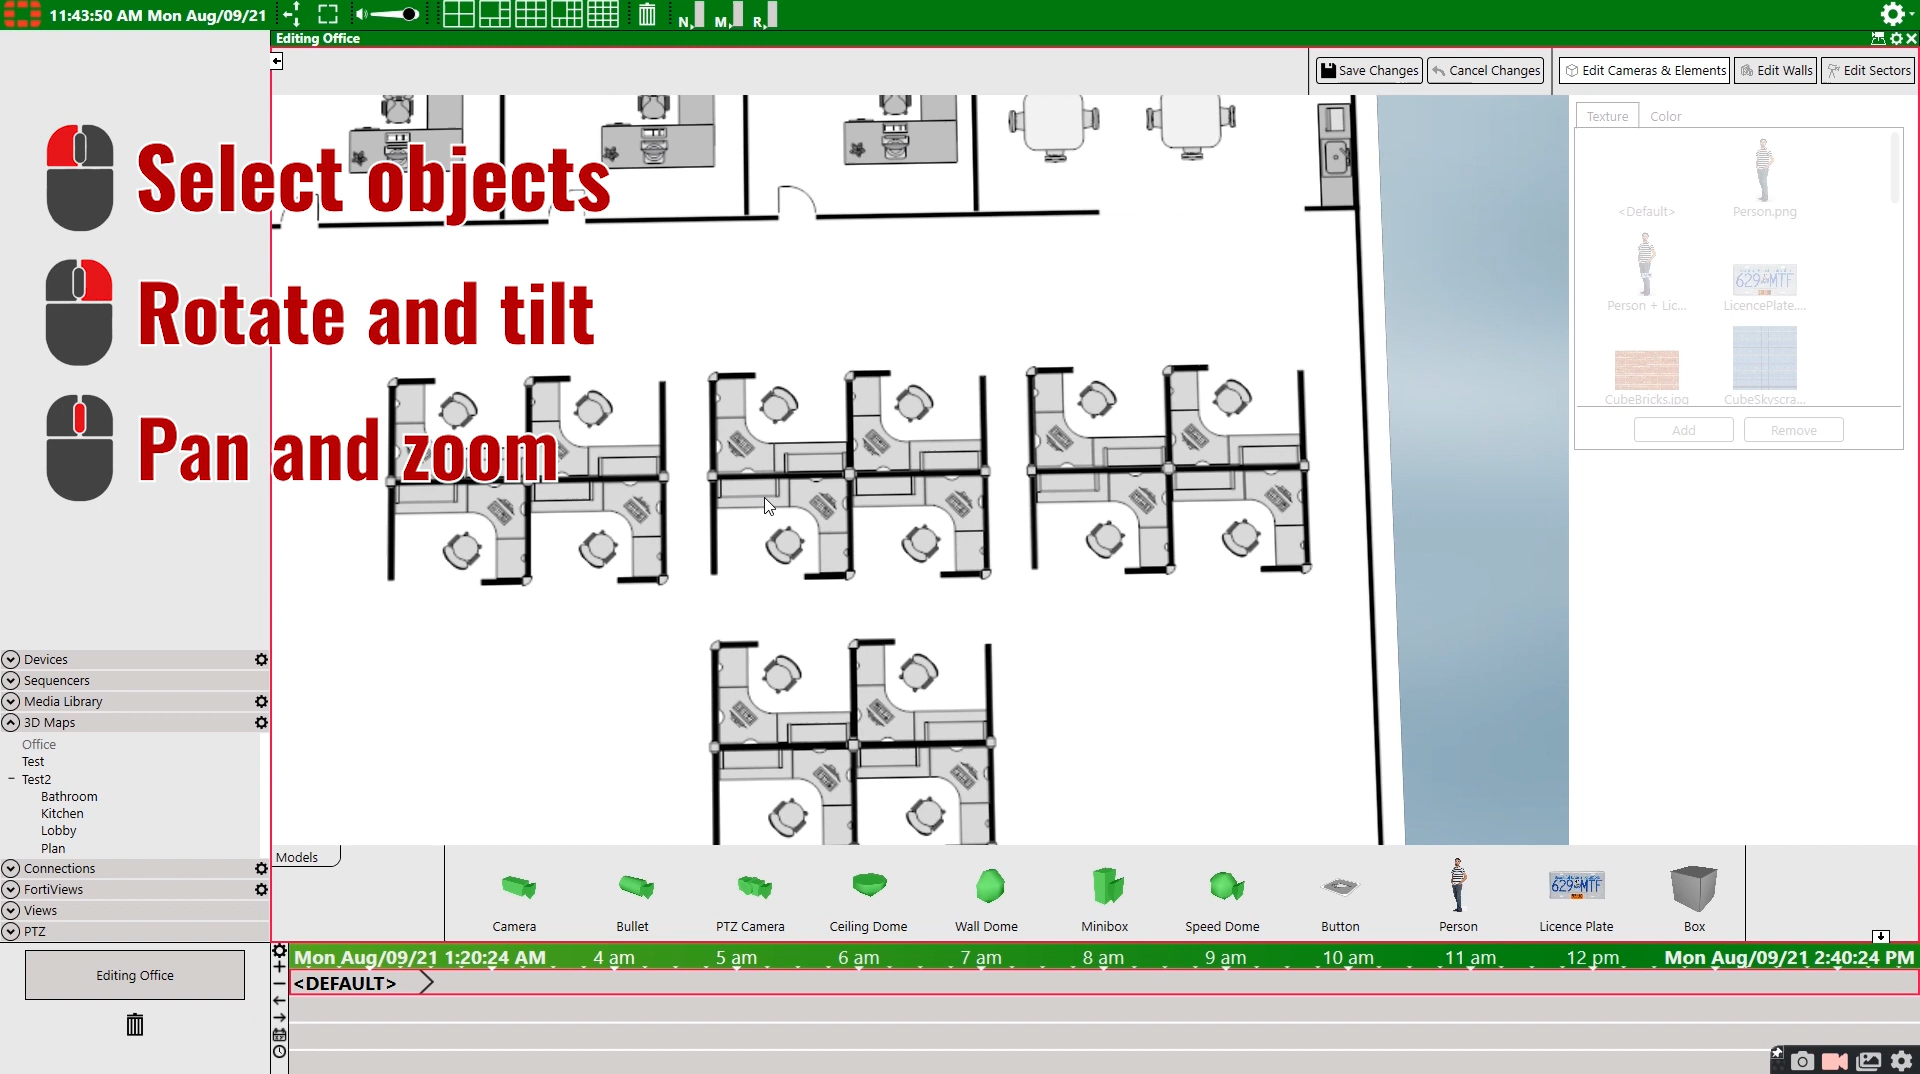 11:43:50 AM Mon Aug/09/21
N
M
R
Editing Office
Save Changes
Cancel Changes
Edit Cameras & Elements
Edit Walls
Edit Sectors
Texture
Color
<Default>
Person.png
Person + Lic...
LicencePlate....
629 MTF
CubeBricks.jpg
CubeSkyscra...
Add
Remove
Select objects
Rotate and tilt
Pan and zoom
Devices
Sequencers
Media Library
3D Maps
Office
Test
Test2
Bathroom
Kitchen
Lobby
Plan
Connections
FortiViews
Views
PTZ
Models
629 MTF
Camera
Bullet
PTZ Camera
Ceiling Dome
Wall Dome
Minibox
Speed Dome
Button
Person
Licence Plate
Box
Editing Office
Mon Aug/09/21 1:20:24 AM
4 am
5 am
6 am
7 am
8 am
9 am
10 am
11 am
12 pm
Mon Aug/09/21 2:40:24 PM
<DEFAULT>